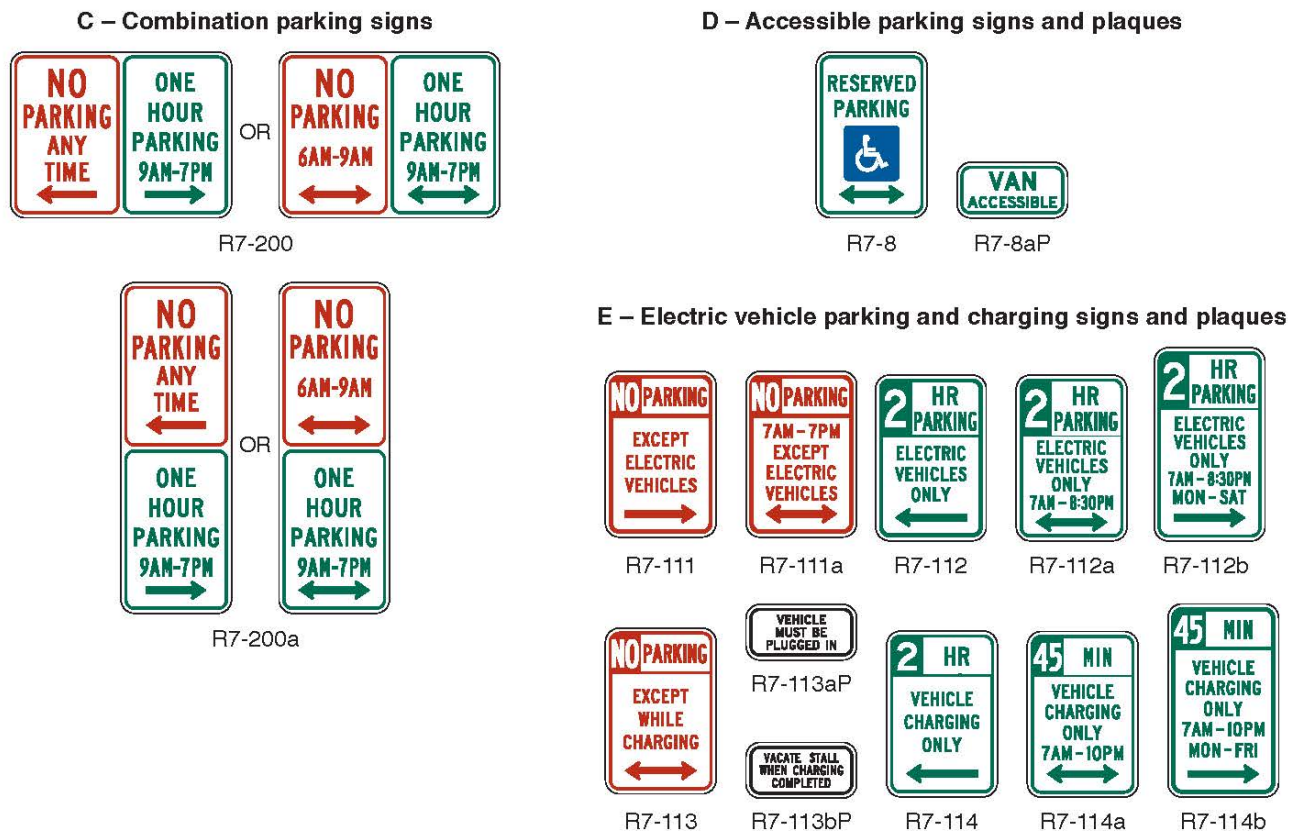 C – Combination parking signs
NO
PARKING
ANY
TIME
ONE
HOUR
PARKING
9AM-7PM
OR
NO
PARKING
6AM-9AM
ONE
HOUR
PARKING
9AM-7PM
R7-200
NO
PARKING
ANY
TIME
ONE
HOUR
PARKING
9AM-7PM
OR
NO
PARKING
6AM-9AM
ONE
HOUR
PARKING
9AM-7PM
R7-200a
D – Accessible parking signs and plaques
RESERVED
PARKING
R7-8
VAN
ACCESSIBLE
R7-8aP
E – Electric vehicle parking and charging signs and plaques
NO PARKING
EXCEPT
ELECTRIC
VEHICLES
R7-111
NO PARKING
7AM – 7PM
EXCEPT
ELECTRIC
VEHICLES
R7-111a
2 HR
PARKING
ELECTRIC
VEHICLES
ONLY
R7-112
2 HR
PARKING
ELECTRIC
VEHICLES
ONLY
7AM – 8:30PM
R7-112a
2 HR
PARKING
ELECTRIC
VEHICLES
ONLY
7AM – 8:30PM
MON – SAT
R7-112b
NO PARKING
EXCEPT
WHILE
CHARGING
R7-113
VEHICLE
MUST BE
PLUGGED IN
R7-113aP
VACATE STALL
WHEN CHARGING
COMPLETED
R7-113bP
2 HR
VEHICLE
CHARGING
ONLY
R7-114
45 MIN
VEHICLE
CHARGING
ONLY
7AM – 10PM
R7-114a
45 MIN
VEHICLE
CHARGING
ONLY
7AM – 10PM
MON – FRI
R7-114b